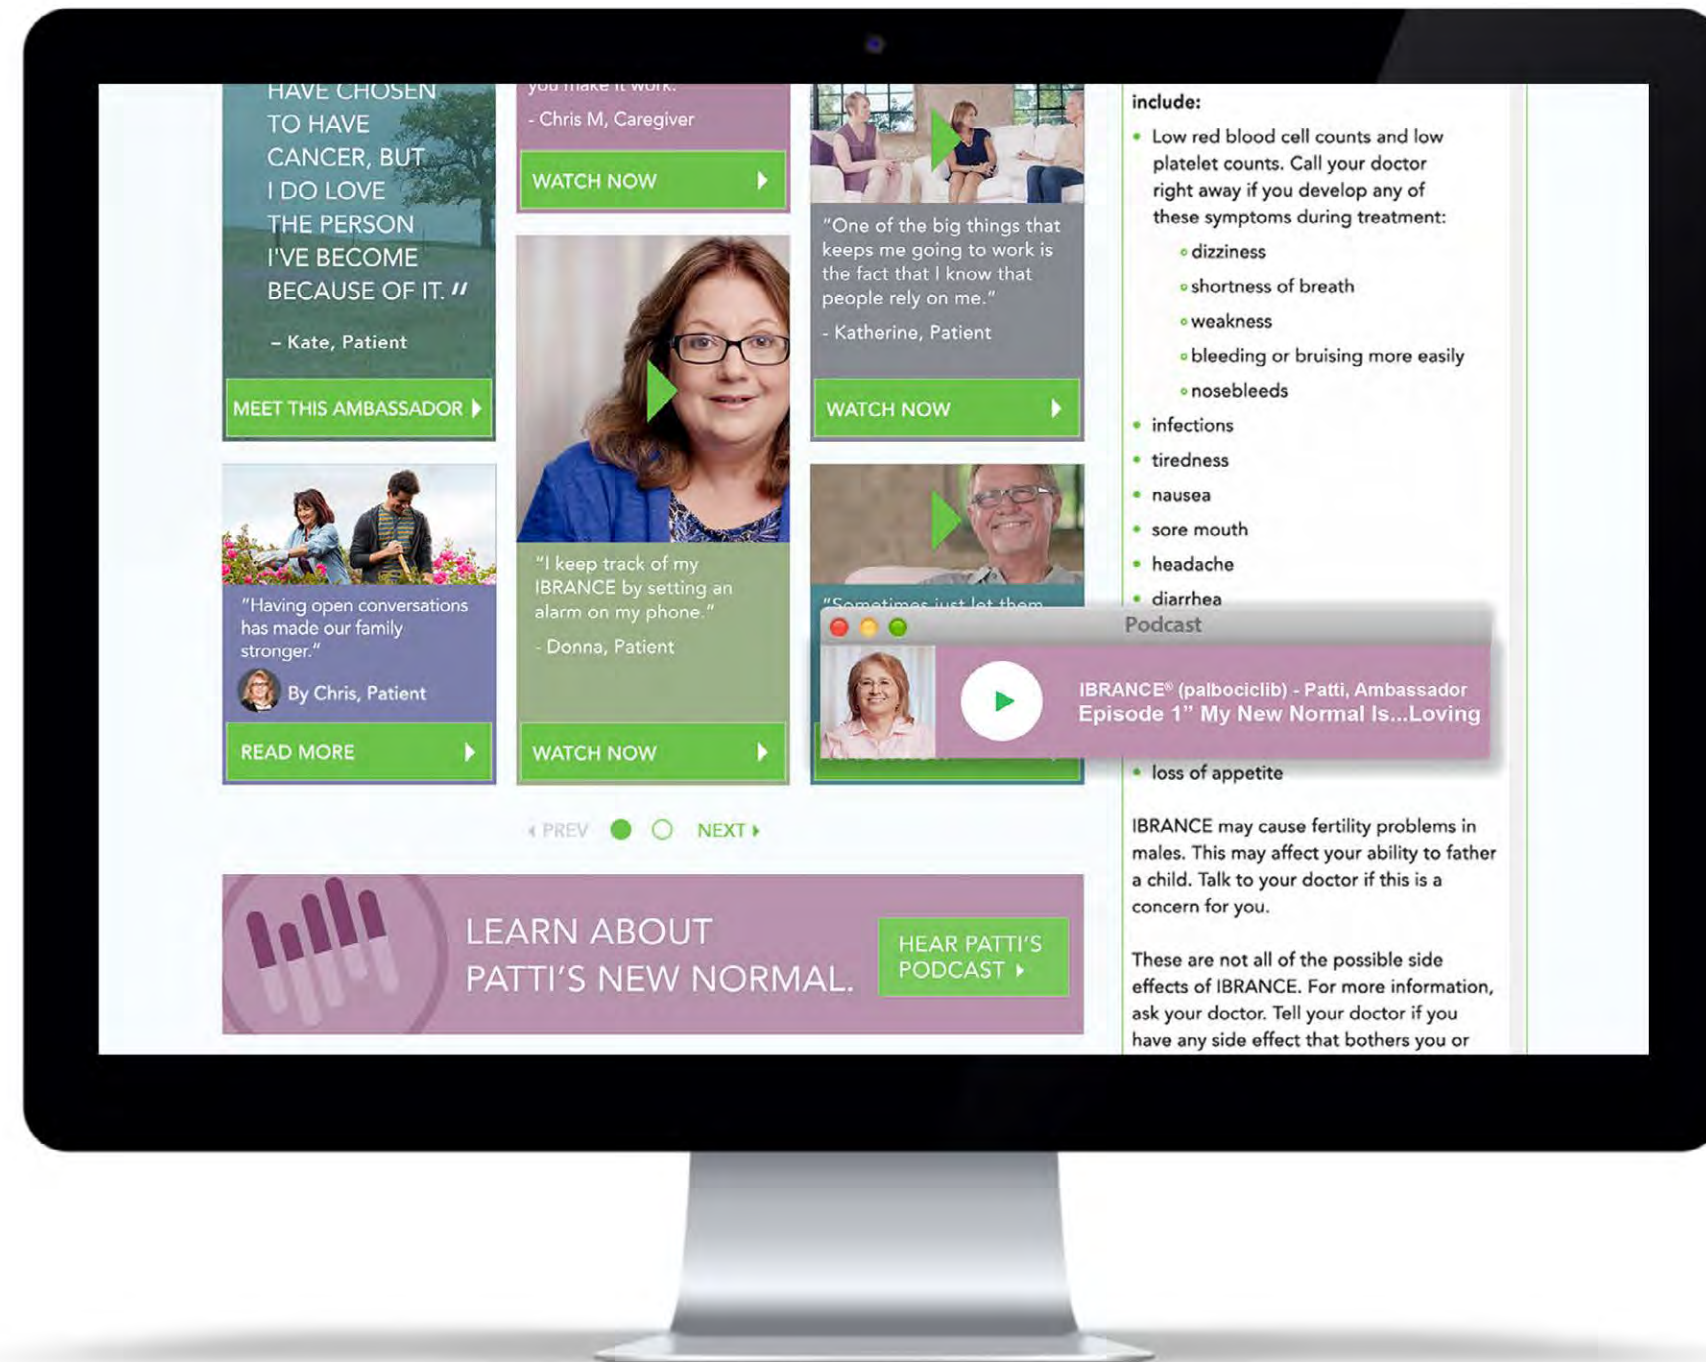 HAVE CHOSEN
TO HAVE
CANCER, BUT
I DO LOVE
THE PERSON
I'VE BECOME
BECAUSE OF IT. "
– Kate, Patient
MEET THIS AMBASSADOR
"Having open conversations
has made our family
stronger."
By Chris, Patient
READ MORE
you make it work.
- Chris M, Caregiver
WATCH NOW
"I keep track of my
IBRANCE by setting an
alarm on my phone."
- Donna, Patient
WATCH NOW
"One of the big things that
keeps me going to work is
the fact that I know that
people rely on me."
- Katherine, Patient
WATCH NOW
"Sometimes just let them
Podcast
IBRANCE® (palbociclib) - Patti, Ambassador
Episode 1” My New Normal Is...Loving
PREV
NEXT
LEARN ABOUT
PATTI'S NEW NORMAL.
HEAR PATTI'S
PODCAST
include:
• Low red blood cell counts and low
platelet counts. Call your doctor
right away if you develop any of
these symptoms during treatment:
dizziness
shortness of breath
weakness
bleeding or bruising more easily
nosebleeds
• infections
• tiredness
• nausea
• sore mouth
• headache
• diarrhea
• loss of appetite
IBRANCE may cause fertility problems in
males. This may affect your ability to father
a child. Talk to your doctor if this is a
concern for you.
These are not all of the possible side
effects of IBRANCE. For more information,
ask your doctor. Tell your doctor if you
have any side effect that bothers you or